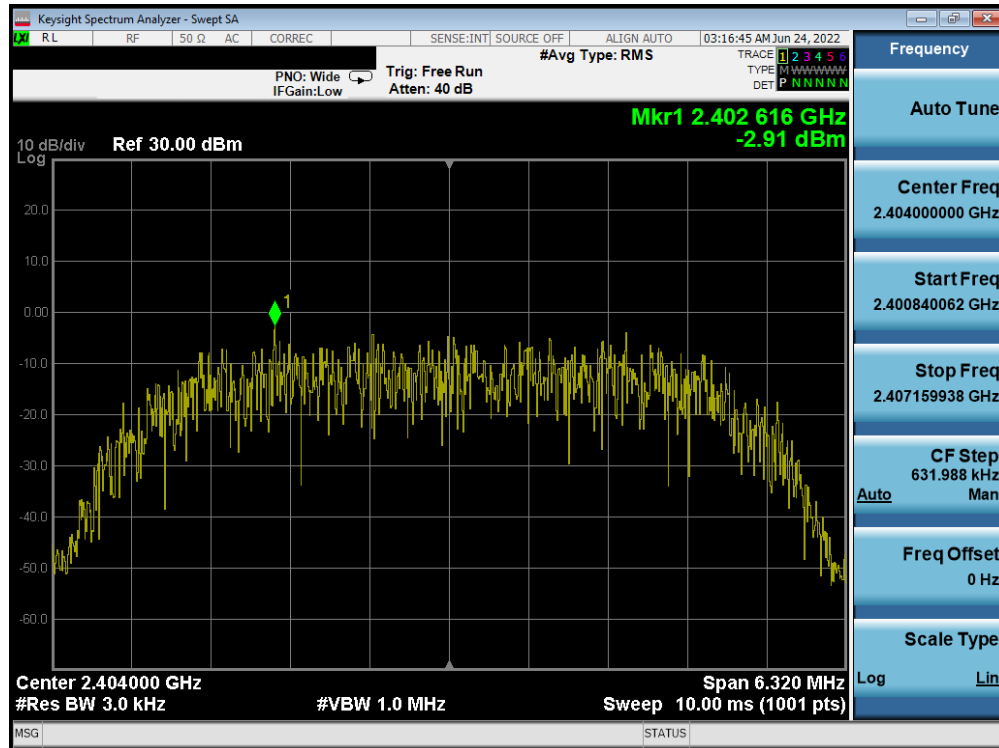 Keysight Spectrum Analyzer - Swept SA
LXI RL RF 50 Ω AC CORREC SENSE:INT SOURCE OFF ALIGN AUTO 03:16:45 AM Jun 24, 2022
#Avg Type: RMS
TRACE 1 2 3 4 5 6
PNO: Wide Trig: Free Run
TYPE M WWWWW
IFGain:Low Atten: 40 dB
DET P N N N N N
Mkr1 2.402 616 GHz
-2.91 dBm
10 dB/div Ref 30.00 dBm
Log
20.0
10.0
0.00
-10.0
-20.0
-30.0
-40.0
-50.0
-60.0
1
Center 2.404000 GHz Span 6.320 MHz
#Res BW 3.0 kHz #VBW 1.0 MHz Sweep 10.00 ms (1001 pts)
MSG STATUS
Frequency
Auto Tune
Center Freq
2.404000000 GHz
Start Freq
2.400840062 GHz
Stop Freq
2.407159938 GHz
CF Step
631.988 kHz
Auto Man
Freq Offset
0 Hz
Scale Type
Log Lin